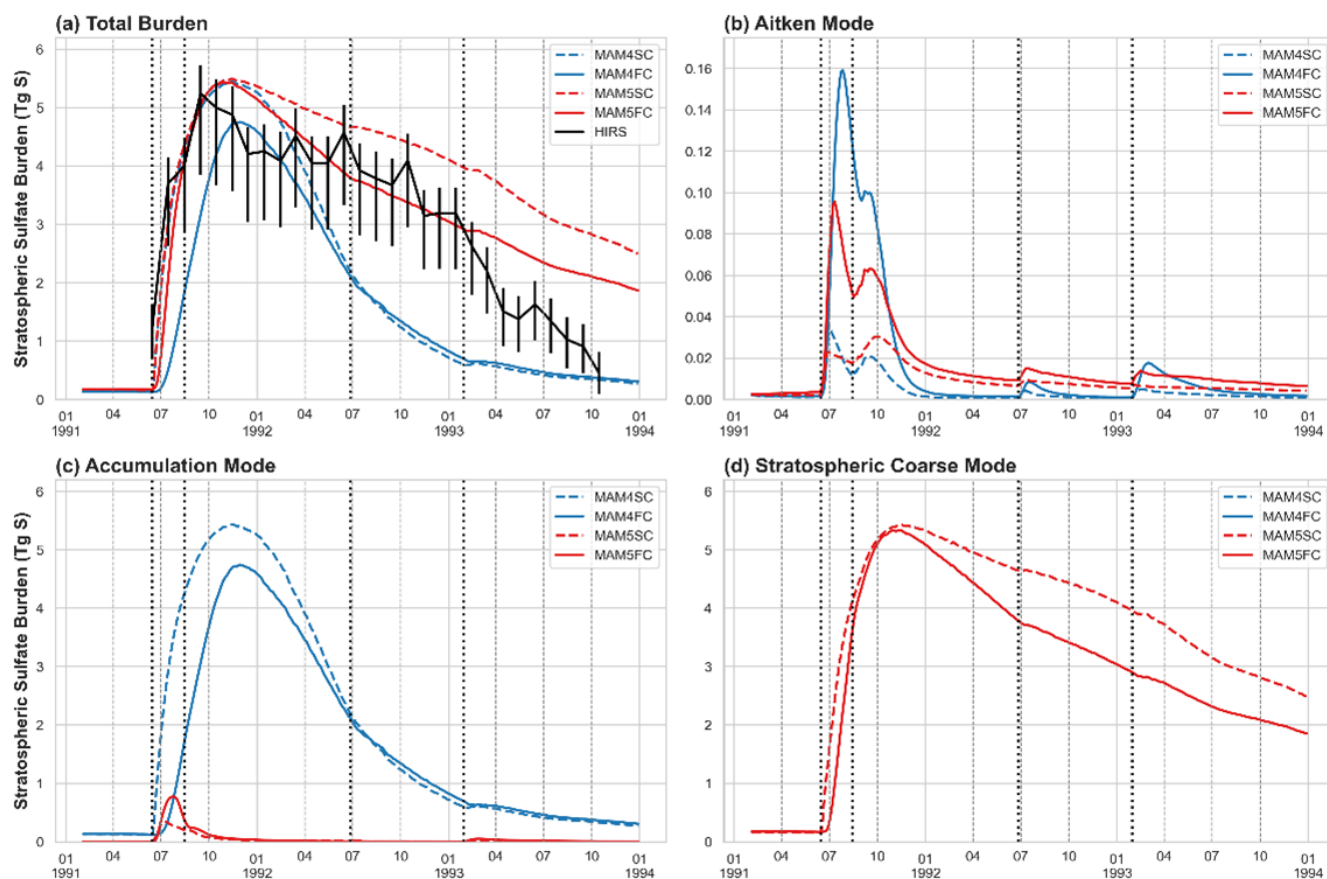 (a) Total Burden
Stratospheric Sulfate Burden (Tg S)
6
5
4
3
2
1
0
MAM4SC
MAM4FC
MAM5SC
MAM5FC
HIRS
01 04 07 10 01 04 07 10 01 04 07 10 01
1991 1992 1993 1994
(b) Aitken Mode
0.16
0.14
0.12
0.10
0.08
0.06
0.04
0.02
0.00
MAM4SC
MAM4FC
MAM5SC
MAM5FC
01 04 07 10 01 04 07 10 01 04 07 10 01
1991 1992 1993 1994
(c) Accumulation Mode
Stratospheric Sulfate Burden (Tg S)
6
5
4
3
2
1
0
MAM4SC
MAM4FC
MAM5SC
MAM5FC
01 04 07 10 01 04 07 10 01 04 07 10 01
1991 1992 1993 1994
(d) Stratospheric Coarse Mode
6
5
4
3
2
1
0
MAM4SC
MAM4FC
MAM5SC
MAM5FC
01 04 07 10 01 04 07 10 01 04 07 10 01
1991 1992 1993 1994